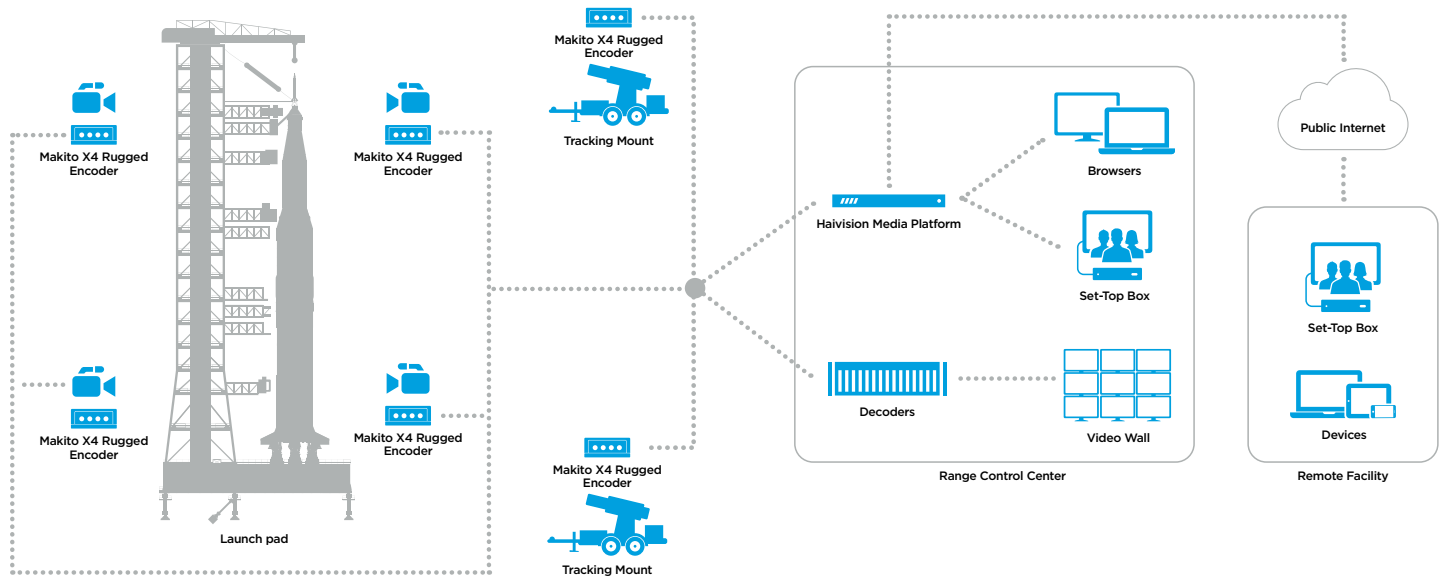 Makito X4 Rugged
Encoder
Makito X4 Rugged
Encoder
Makito X4 Rugged
Encoder
Makito X4 Rugged
Encoder
Launch pad
Makito X4 Rugged
Encoder
Tracking Mount
Makito X4 Rugged
Encoder
Tracking Mount
Haivision Media Platform
Browsers
Set-Top Box
Decoders
Video Wall
Range Control Center
Public Internet
Set-Top Box
Devices
Remote Facility